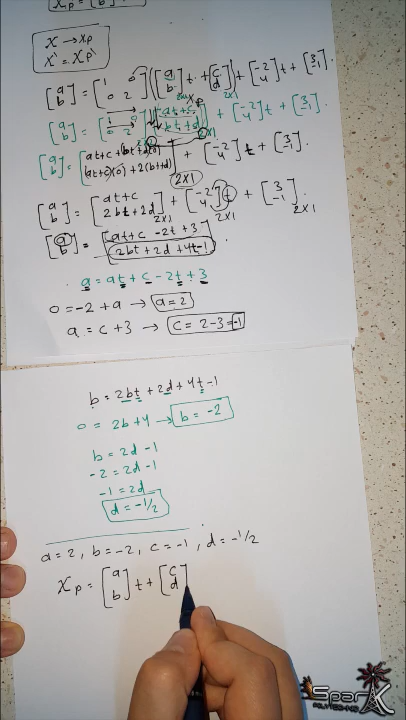 Xp = [a b]
x → xp
x' = xp'
[a b] = [1 0 0 2] ([a b] t + [c d]) + [-2 4] t + [3 -1]
[a b] = [1 0 0 2] [at+c bt+d] + [-2 4] t + [3 -1]
2x1
[a b] = [at+c+(bt+d)(0) (at+c)(0)+2(bt+d)] + [-2 4] t + [3 -1]
2x1
[a b] = [at+c 2bt+2d] + [-2 4] t + [3 -1]
2x1 2x1 2x1
[a b] = [at+c-2t+3 2bt+2d+4t-1]
a = at + c - 2t + 3
0 = -2 + a → a = 2
a = c + 3 → c = 2-3 = -1
b = 2bt + 2d + 4t - 1
0 = 2b + 4 → b = -2
b = 2d - 1
-2 = 2d - 1
-1 = 2d
d = -1/2
a = 2, b = -2, c = -1, d = -1/2
Xp = [a b] t + [c d]
Spark